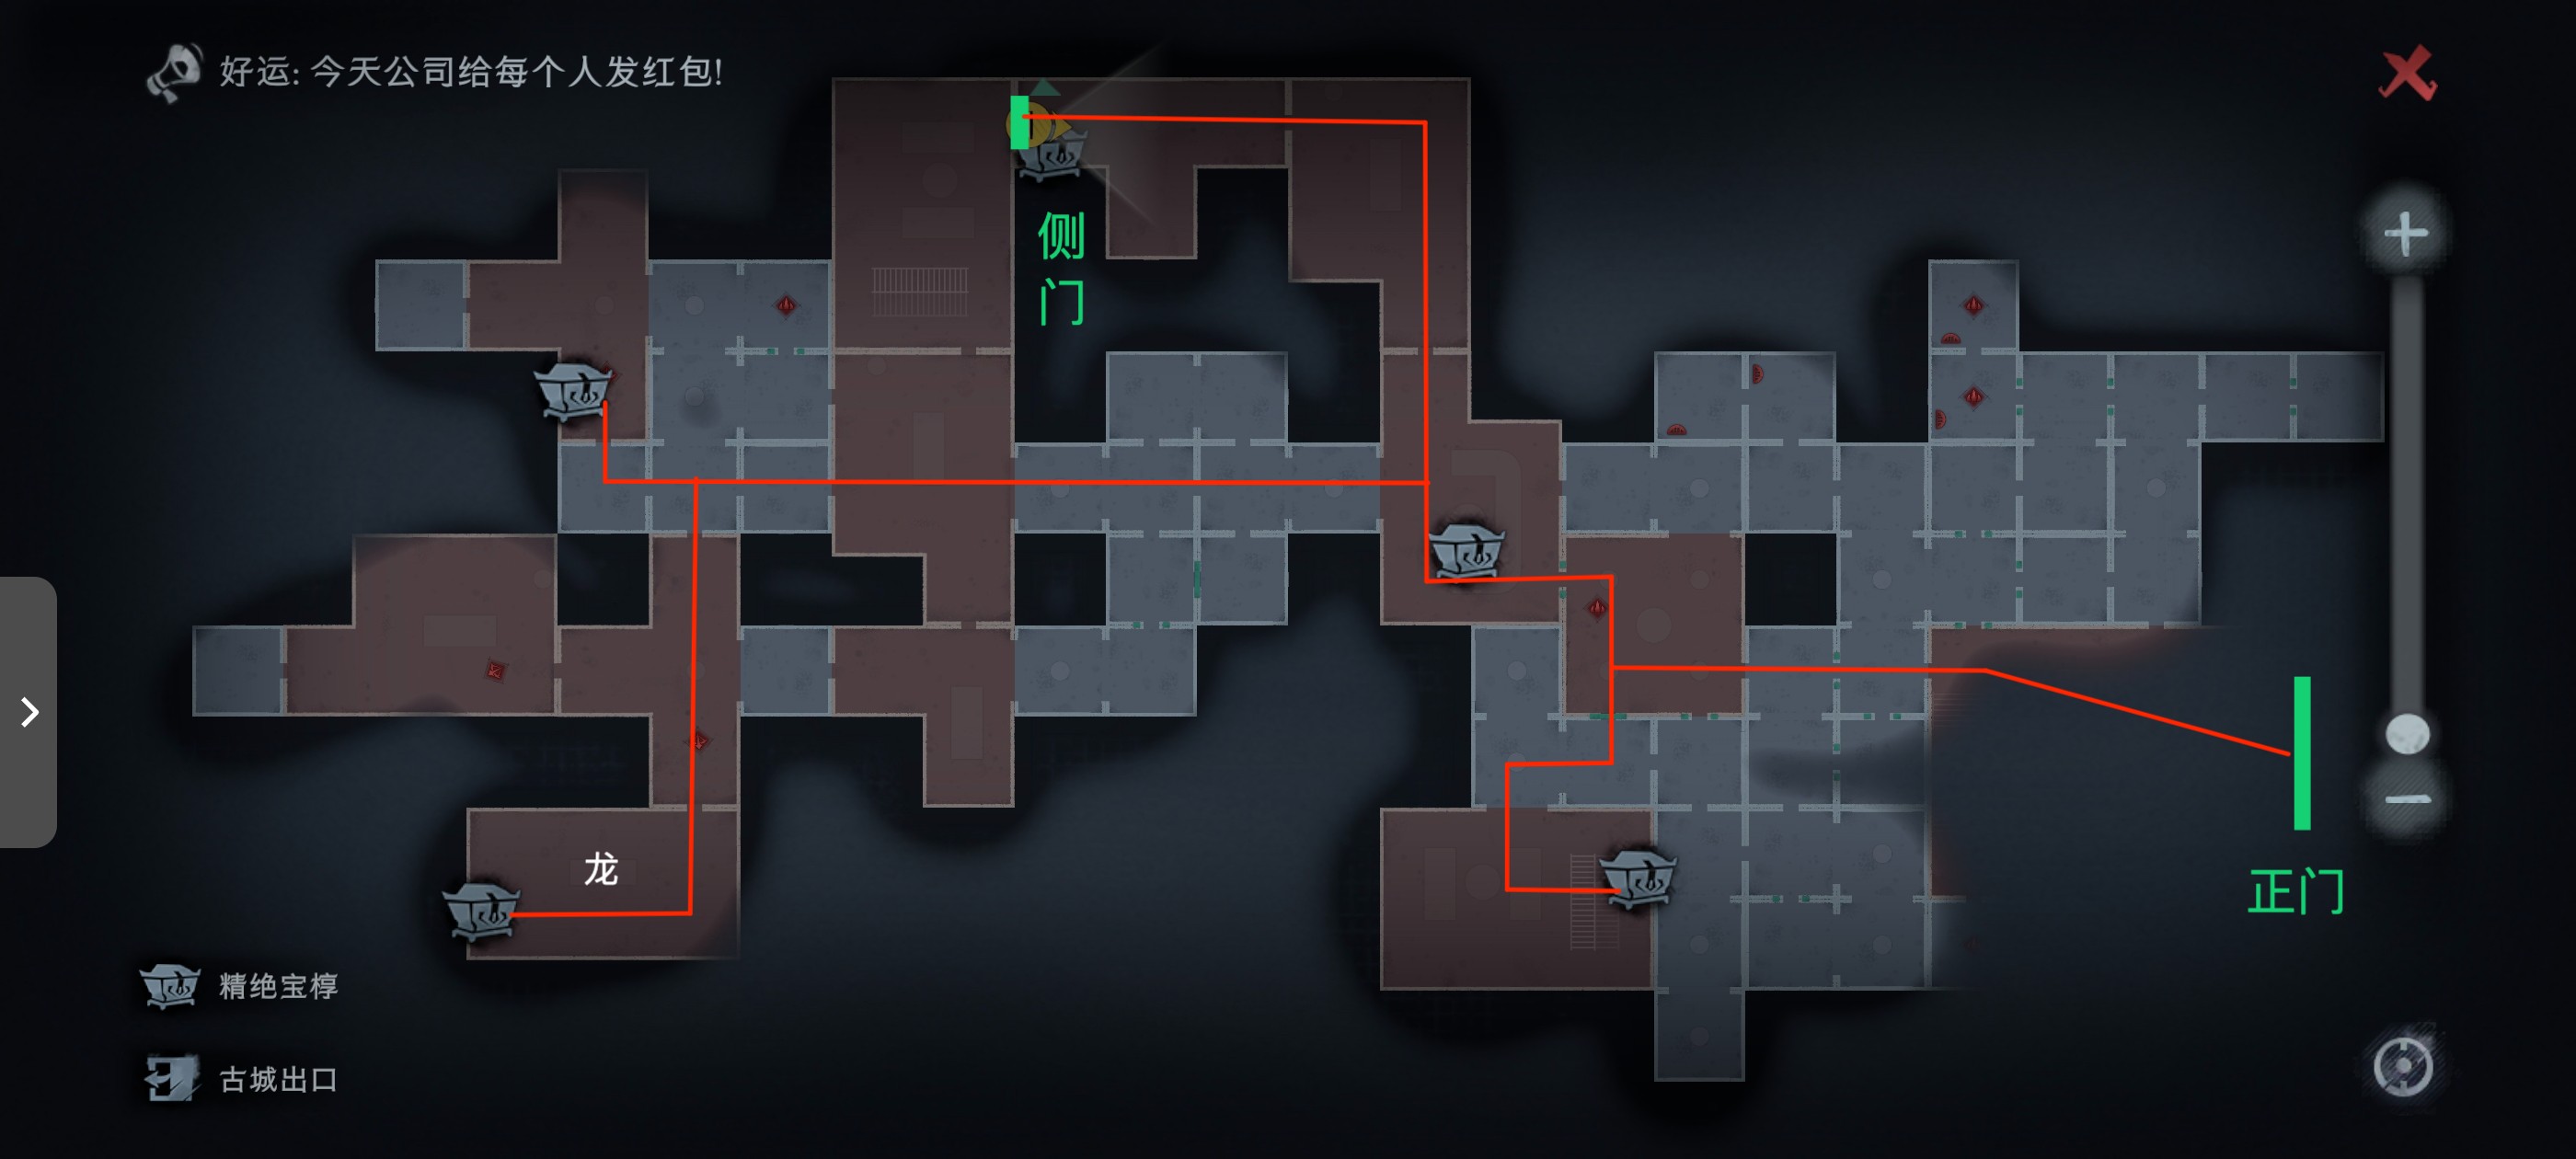 好运: 今天公司给每个人发红包!
侧
门
龙
正门
精绝宝椁
古城出口